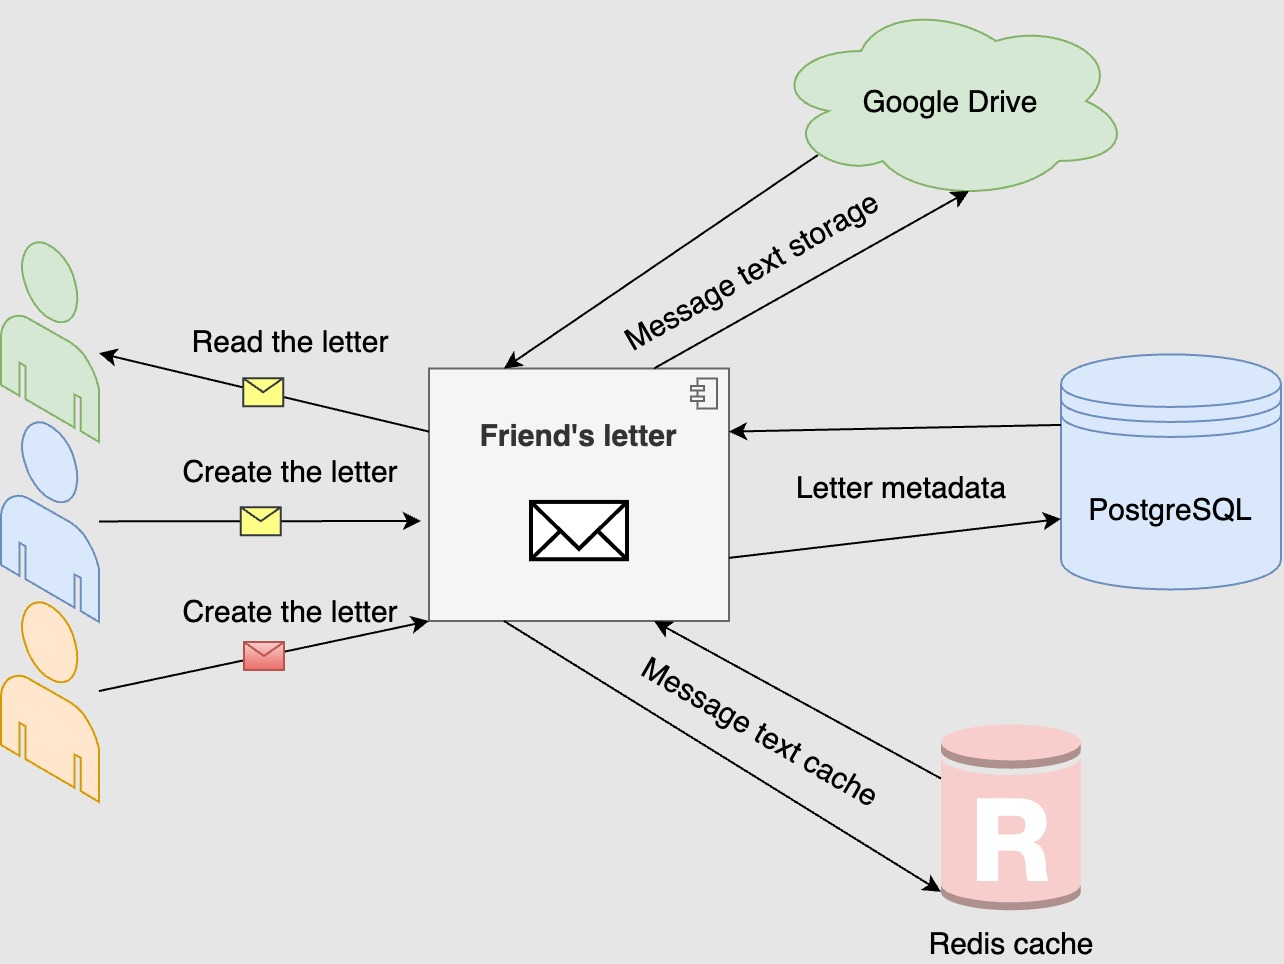 Google Drive
Message text storage
Read the letter
Friend's letter
Create the letter
Letter metadata
PostgreSQL
Create the letter
Message text cache
R
Redis cache